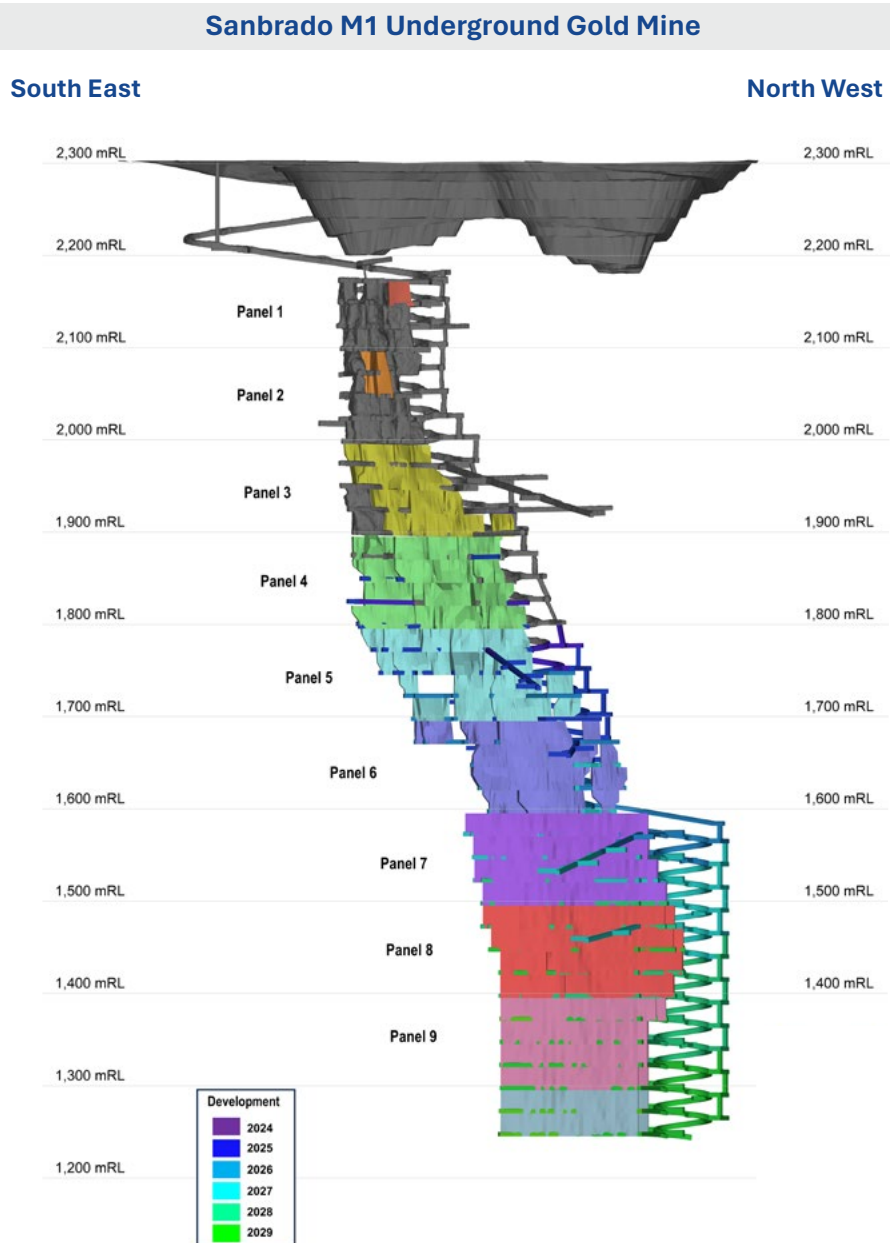 Sanbrado M1 Underground Gold Mine
South East North West
2,300 mRL 2,300 mRL
2,200 mRL 2,200 mRL
Panel 1
2,100 mRL 2,100 mRL
Panel 2
2,000 mRL 2,000 mRL
Panel 3
1,900 mRL 1,900 mRL
Panel 4
1,800 mRL 1,800 mRL
Panel 5
1,700 mRL 1,700 mRL
Panel 6
1,600 mRL 1,600 mRL
Panel 7
1,500 mRL 1,500 mRL
Panel 8
1,400 mRL 1,400 mRL
Panel 9
1,300 mRL
Development
2024
2025
1,200 mRL
2026
2027
2028
2029